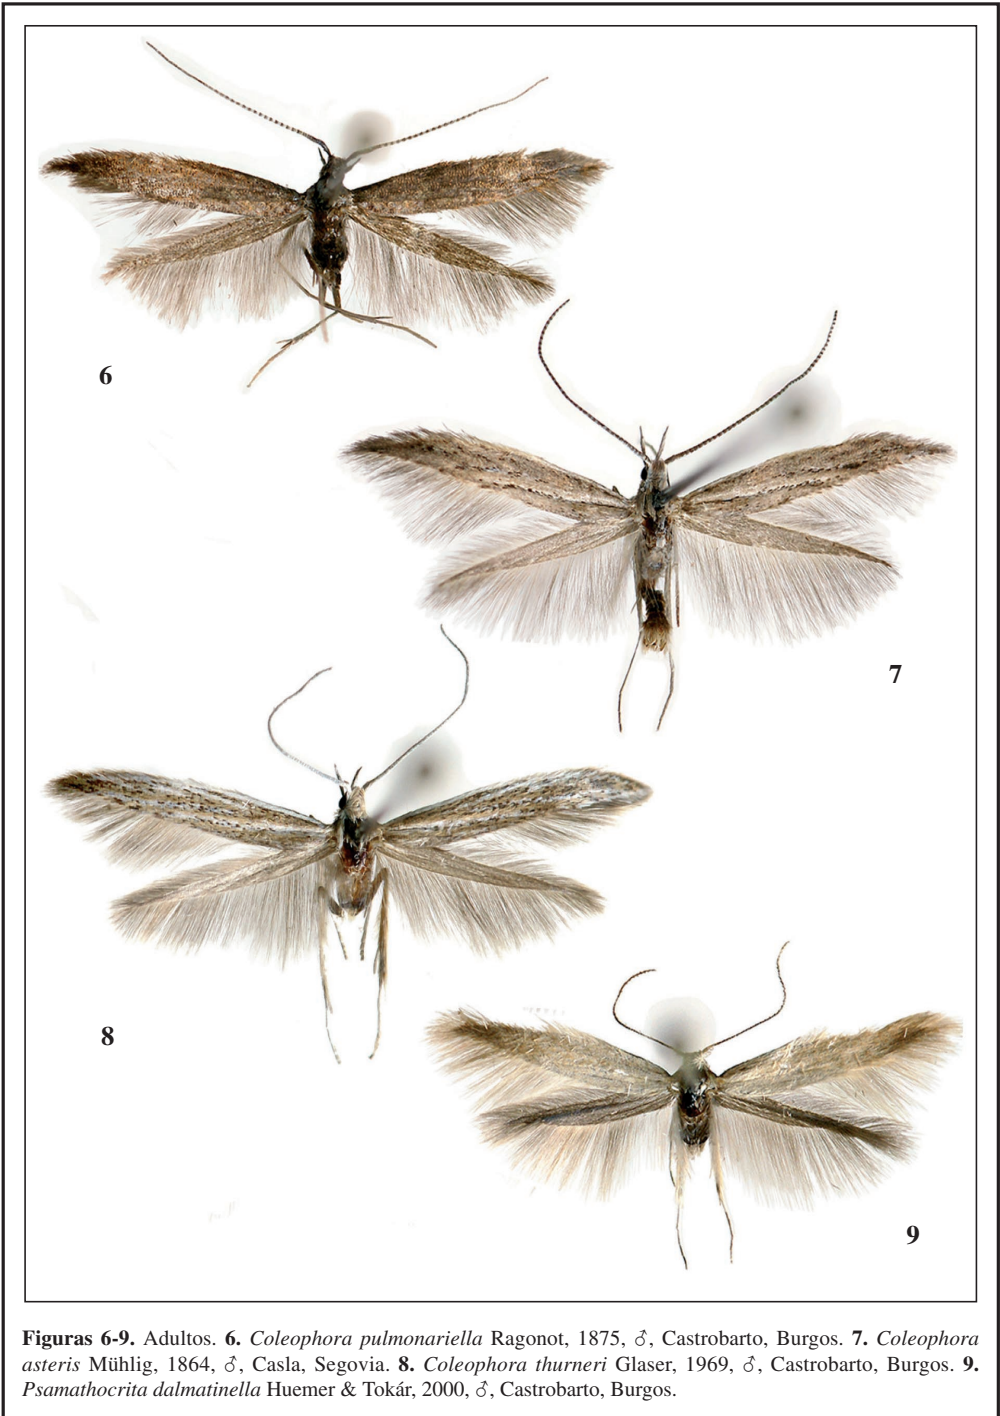 6
7
8
9
Figuras 6-9. Adultos. 6. Coleophora pulmonariella Ragonot, 1875, ♂, Castrobarto, Burgos. 7. Coleophora
asteris Mühlig, 1864, ♂, Casla, Segovia. 8. Coleophora thurneri Glaser, 1969, ♂, Castrobarto, Burgos. 9.
Psamathocrita dalmatinella Huemer & Tokár, 2000, ♂, Castrobarto, Burgos.